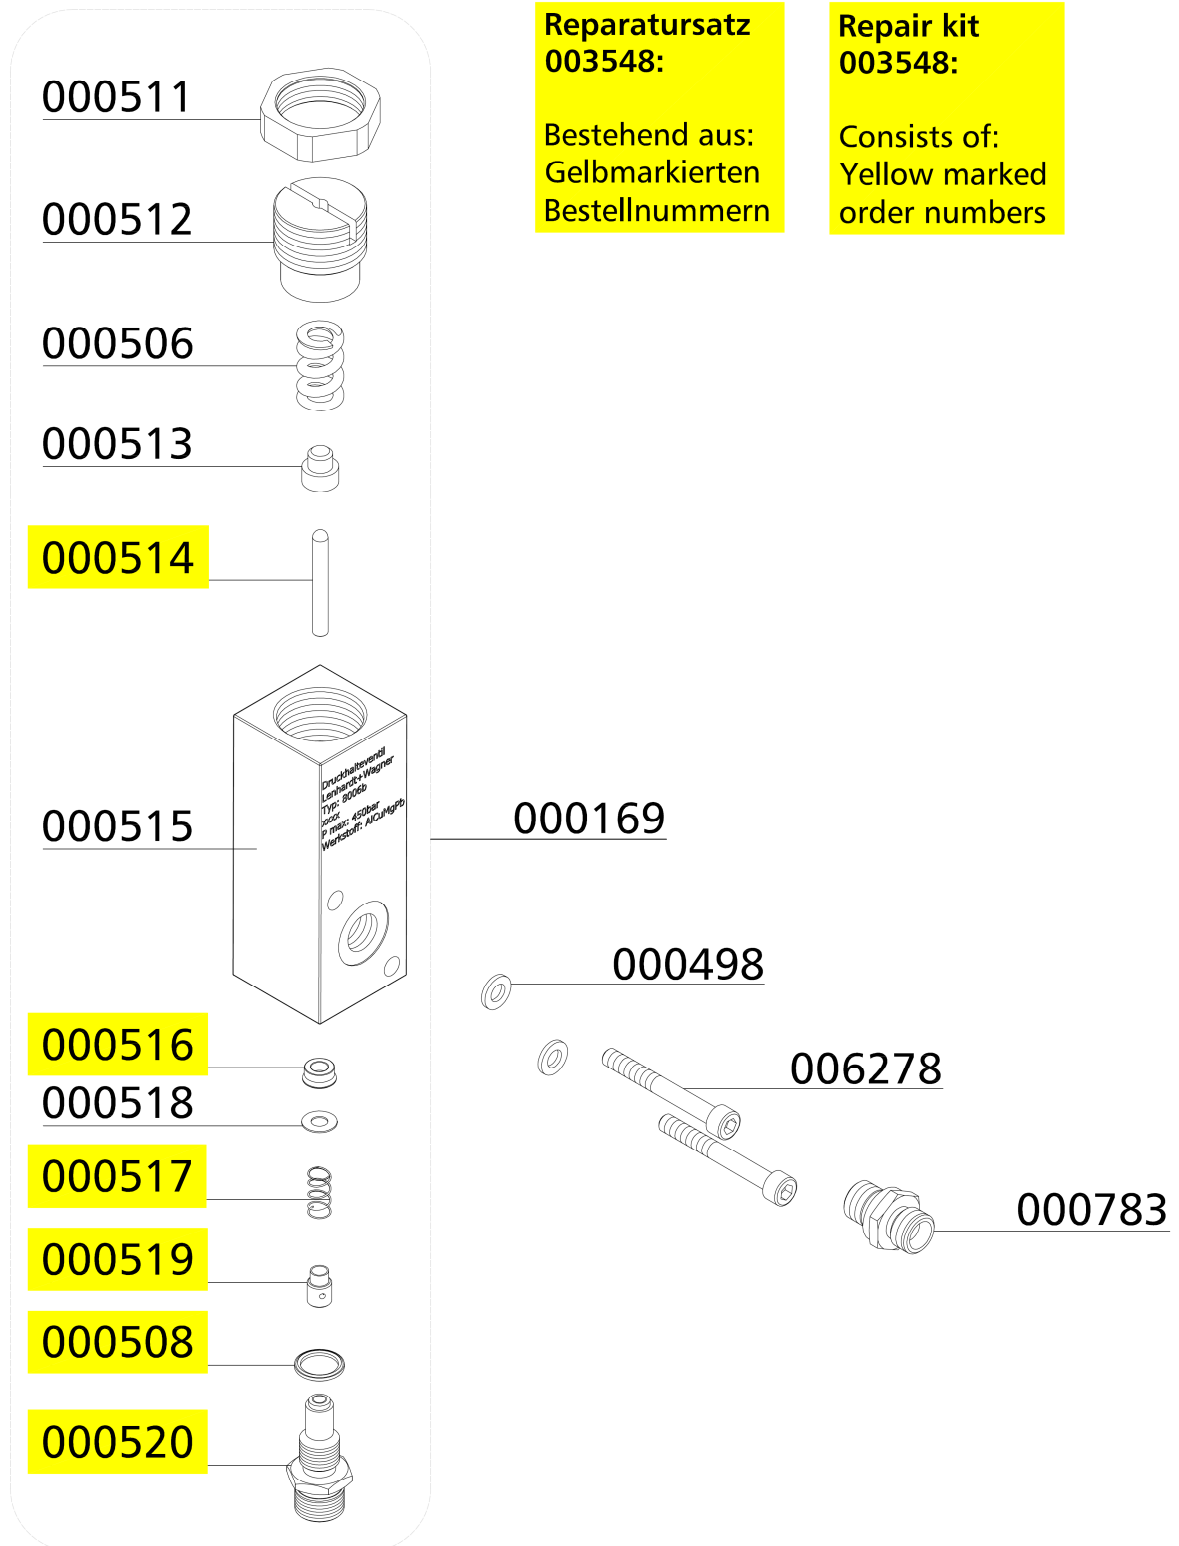 Reparatursatz
003548:
Bestehend aus:
Gelbmarkierten
Bestellnummern
Repair kit
003548:
Consists of:
Yellow marked
order numbers
000511
000512
000506
000513
000514
Druckhalteventil
Lenhardt+Wagner
Typ: 8006b
xxxxx
P max: 450bar
Werkstoff: AlCuMgPb
000515
000169
000498
000516
006278
000518
000517
000783
000519
000508
000520